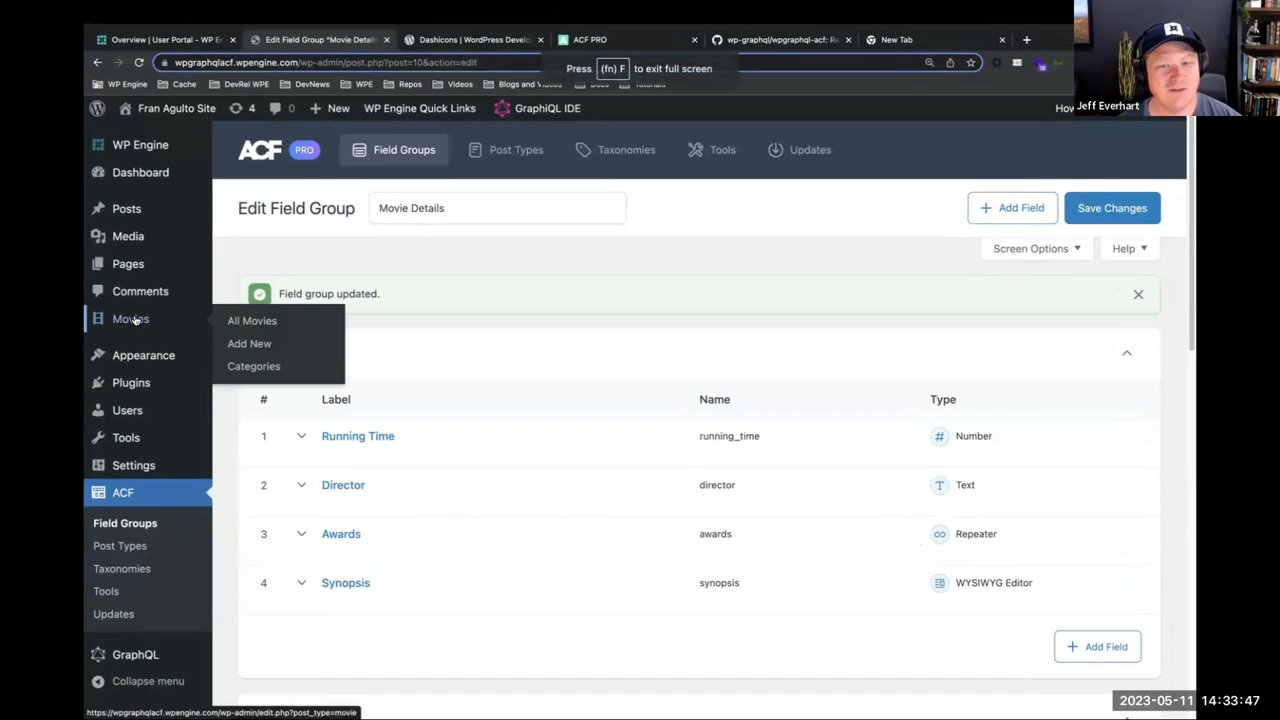 Overview | User Portal – WP En
Edit Field Group "Movie Details
Dashicons | WordPress Develo
ACF PRO
wp-graphql/wpgraphql-acf: Re
New Tab
wpgraphqlacf.wpengine.com/wp-admin/post.php?post=10&action=edit
Press (fn) F to exit full screen
WP Engine
Cache
DevRel WPE
DevNews
WPE
Repos
Videos
Blogs and
Jeff Everhart
Fran Agulto Site
4
0
New
WP Engine Quick Links
GraphiQL IDE
How
WP Engine
Dashboard
Posts
Media
Pages
Comments
Movies
Appearance
Plugins
Users
Tools
Settings
ACF
Field Groups
Post Types
Taxonomies
Tools
Updates
GraphQL
Collapse menu
All Movies
Add New
Categories
ACF PRO
Field Groups
Post Types
Taxonomies
Tools
Updates
Edit Field Group
Movie Details
+ Add Field
Save Changes
Screen Options
Help
Field group updated.
# Label Name Type
1 Running Time running_time Number
2 Director director Text
3 Awards awards Repeater
4 Synopsis synopsis WYSIWYG Editor
+ Add Field
https://wpgraphqlacf.wpengine.com/wp-admin/edit.php?post_type=movie
2023-05-11 14:33:47